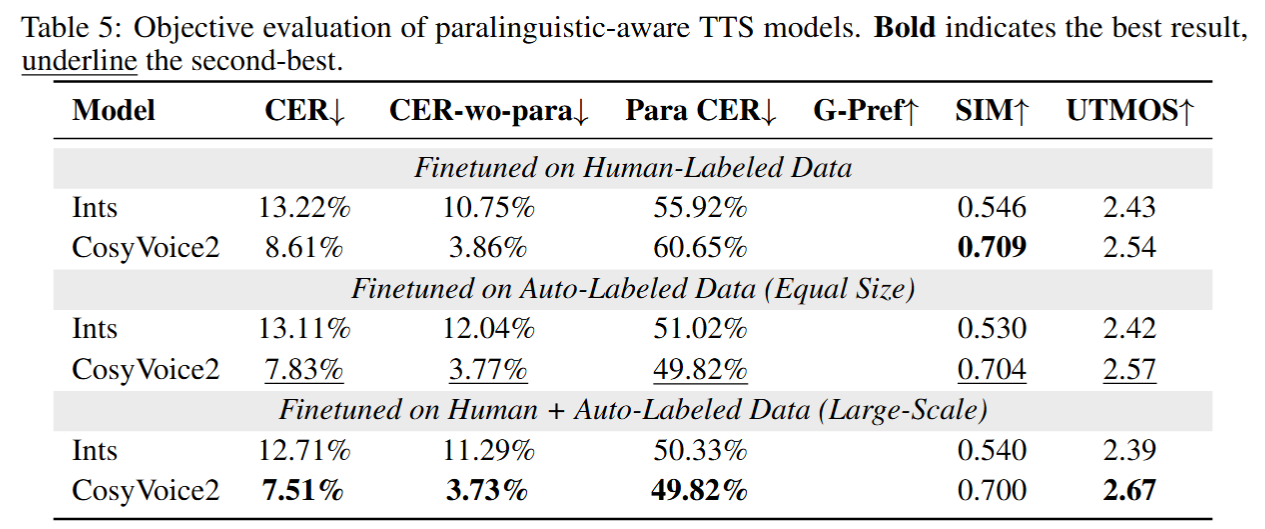 Table 5: Objective evaluation of paralinguistic-aware TTS models. Bold indicates the best result,
underline the second-best.
Model CER↓ CER-wo-para↓ Para CER↓ G-Pref↑ SIM↑ UTMOS↑
Finetuned on Human-Labeled Data
Ints 13.22% 10.75% 55.92% 0.546 2.43
CosyVoice2 8.61% 3.86% 60.65% 0.709 2.54
Finetuned on Auto-Labeled Data (Equal Size)
Ints 13.11% 12.04% 51.02% 0.530 2.42
CosyVoice2 7.83% 3.77% 49.82% 0.704 2.57
Finetuned on Human + Auto-Labeled Data (Large-Scale)
Ints 12.71% 11.29% 50.33% 0.540 2.39
CosyVoice2 7.51% 3.73% 49.82% 0.700 2.67